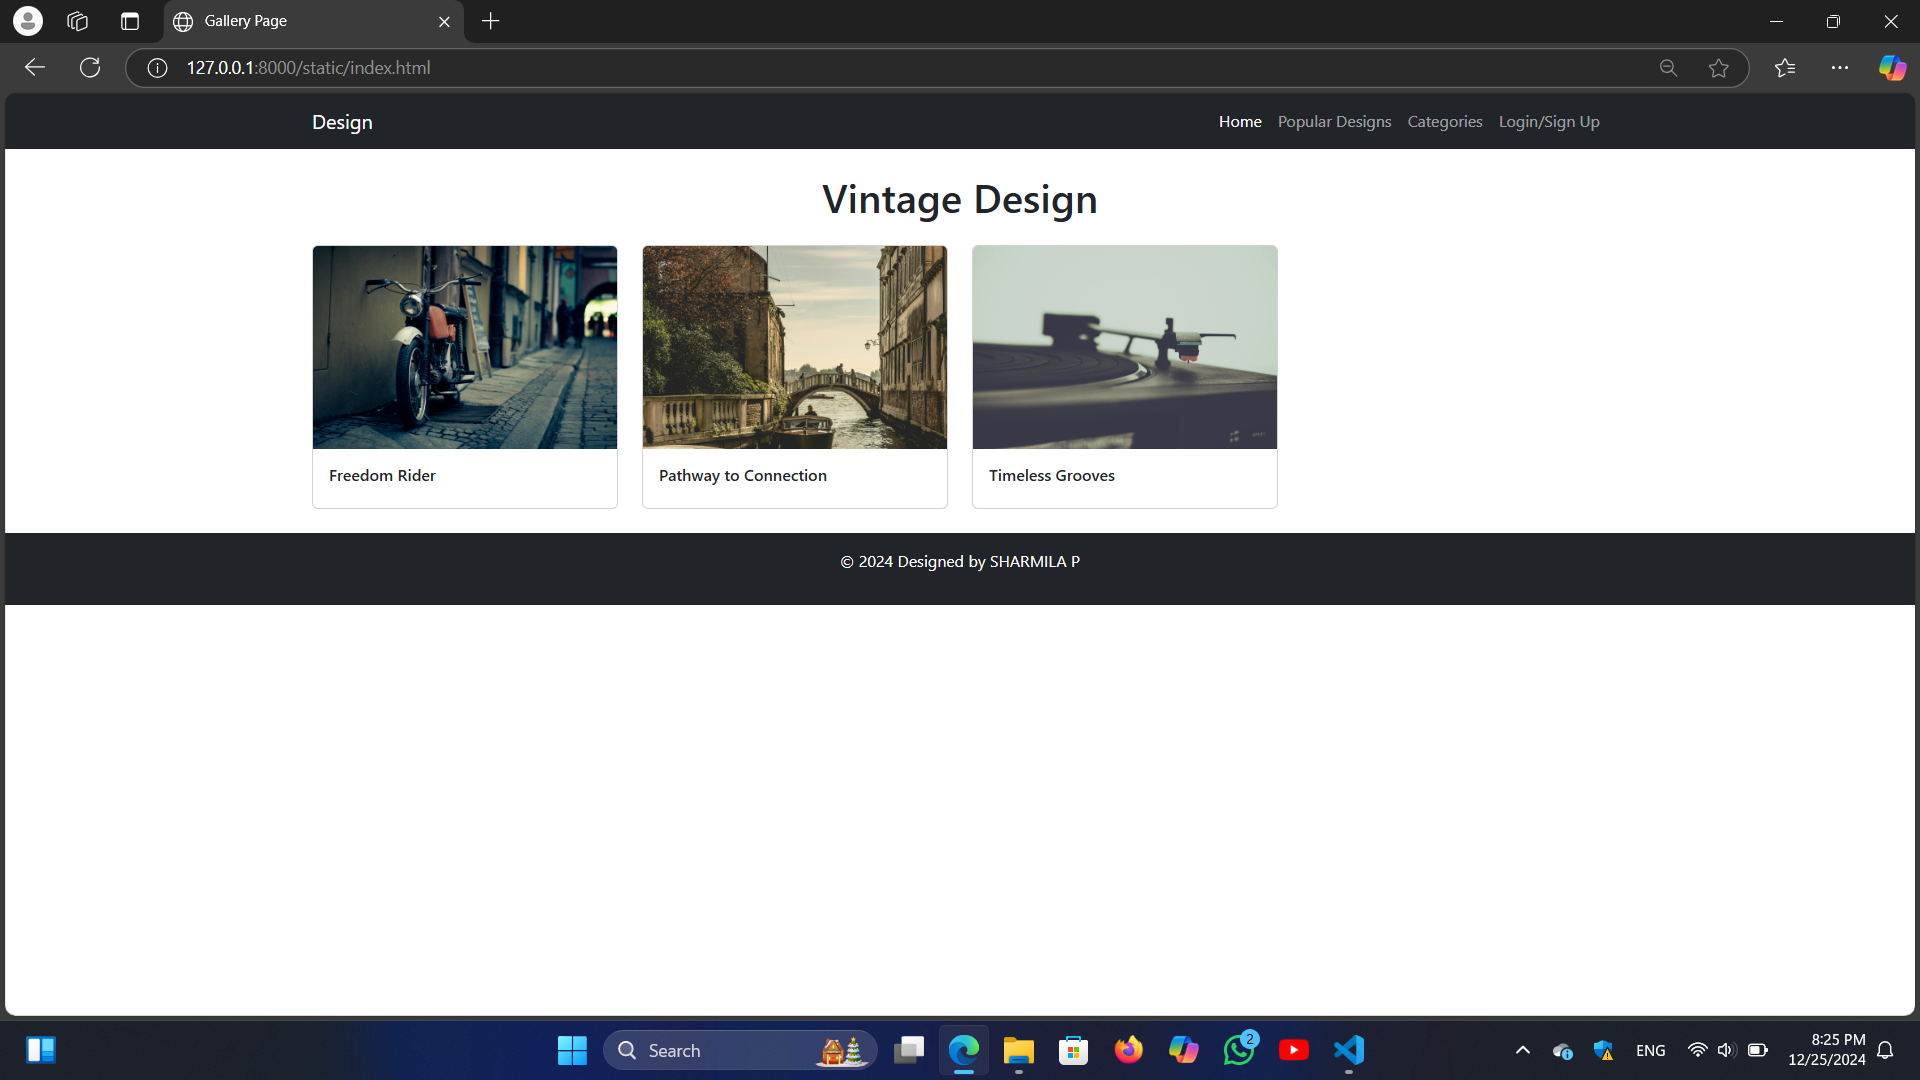 Gallery Page
127.0.0.1:8000/static/index.html
Design
Home Popular Designs Categories Login/Sign Up
Vintage Design
Freedom Rider
Pathway to Connection
Timeless Grooves
© 2024 Designed by SHARMILA P
Search
2
ENG
8:25 PM
12/25/2024